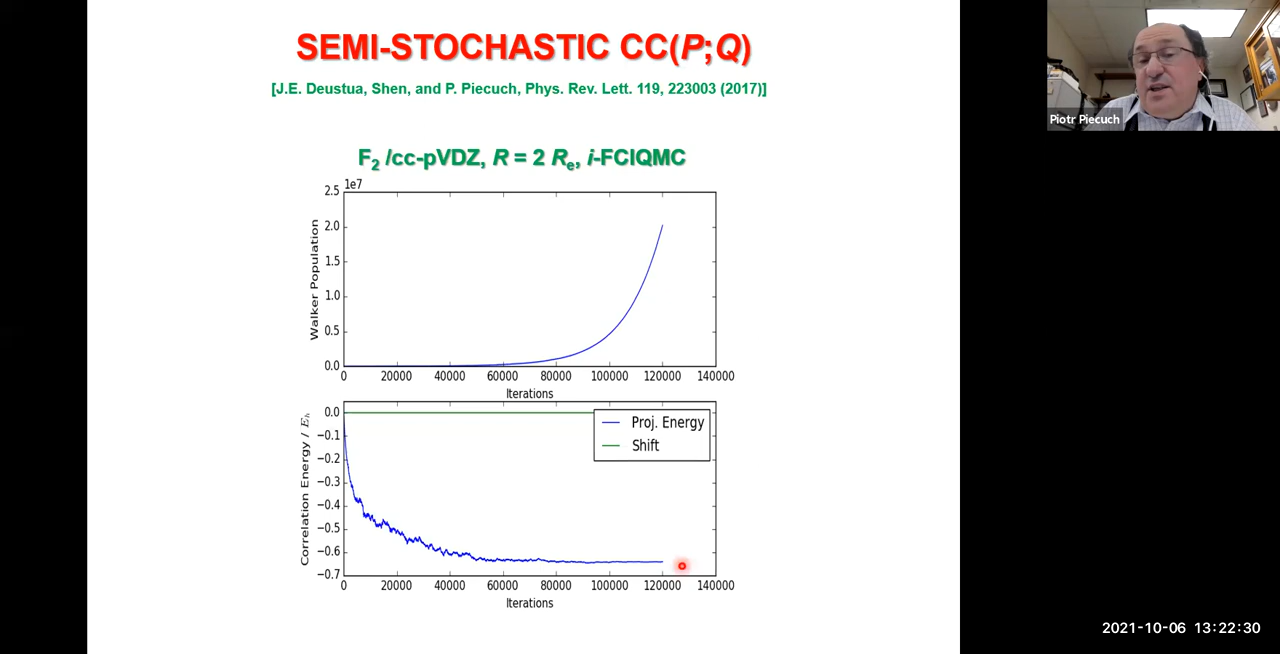 SEMI-STOCHASTIC CC(P;Q)
[J.E. Deustua, Shen, and P. Piecuch, Phys. Rev. Lett. 119, 223003 (2017)]
Piotr Piecuch
F2 /cc-pVDZ, R = 2 Re, i-FCIQMC
1e7
2.5
2.0
1.5
1.0
0.5
0.0
Walker Population
0 20000 40000 60000 80000 100000 120000 140000
Iterations
0.0
−0.1
−0.2
−0.3
−0.4
−0.5
−0.6
−0.7
Correlation Energy / Eh
Proj. Energy
Shift
0 20000 40000 60000 80000 100000 120000 140000
Iterations
2021-10-06 13:22:30